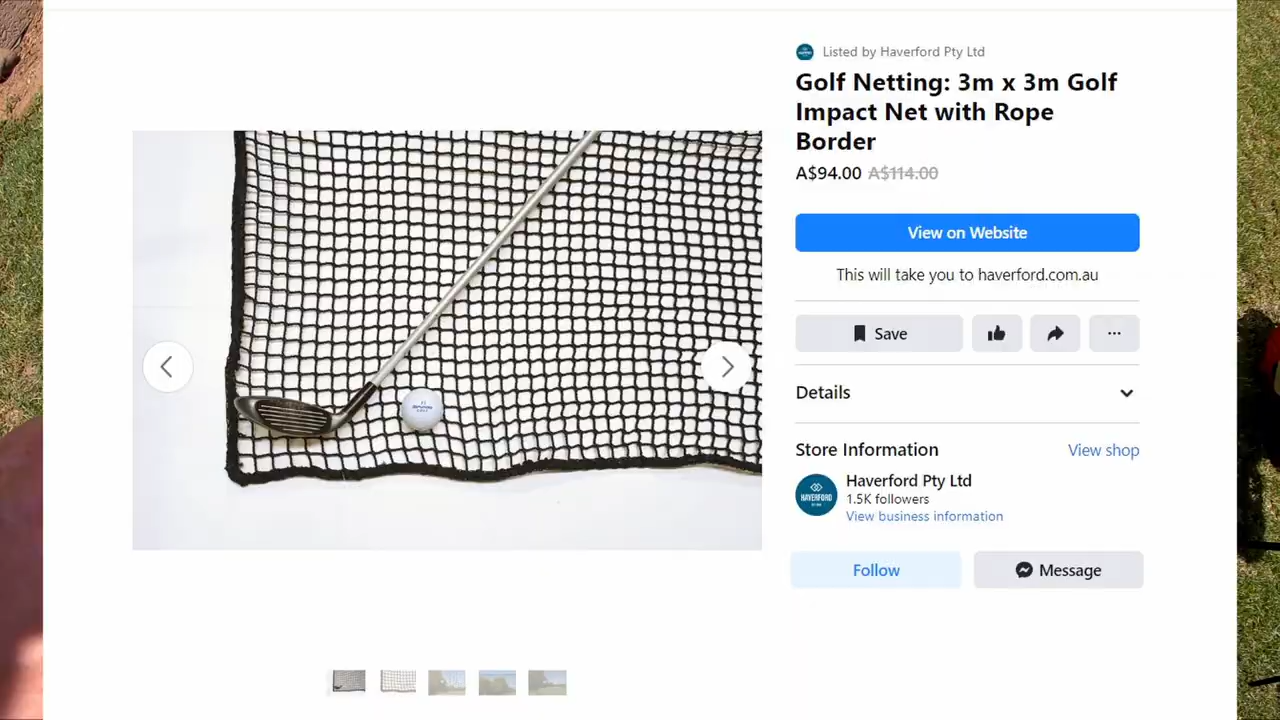 Listed by Haverford Pty Ltd
Golf Netting: 3m x 3m Golf
Impact Net with Rope
Border
A$94.00 A$114.00
View on Website
This will take you to haverford.com.au
Save
...
Details
Store Information
View shop
HAVERFORD
Haverford Pty Ltd
1.5K followers
View business information
Follow
Message